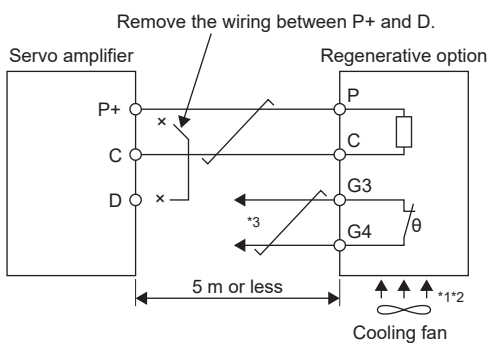 Remove the wiring between P+ and D.
Servo amplifier
Regenerative option
P+
P
×
C
C
D
×
G3
*3
G4
θ
5 m or less
*1*2
Cooling fan